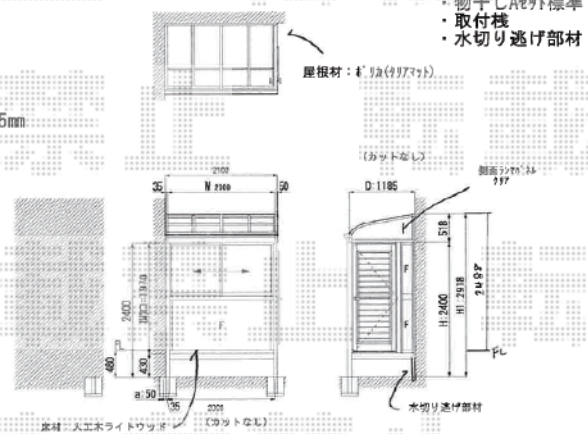 ・物干しAセット標準
・取付桟
・水切り逃げ部材
屋根材：ポリカ(クリアマット)
5mm
(カットなし)
側面ランマパネル
クリア
2100
35
W 2000
50
D:1185
518
2400
H:2400
H1:2918
F
F
F
F
FL
480
430
a:50
35
2000
(カットなし)
床材：人工木ライトウッド
水切り逃げ部材